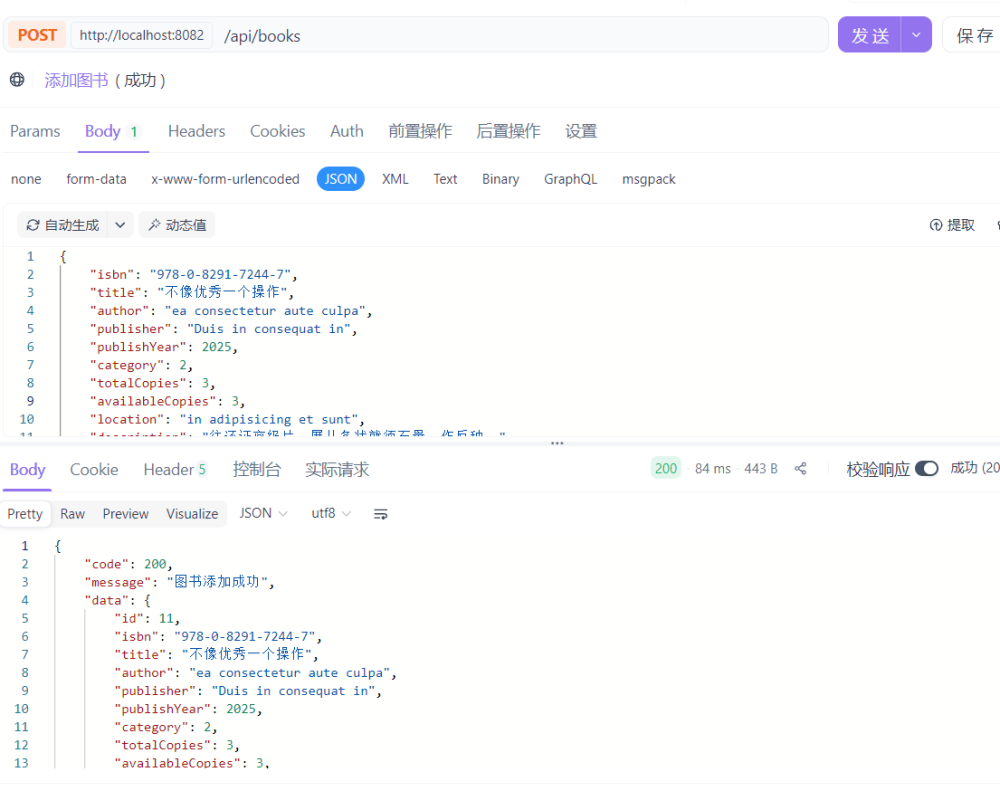 POST http://localhost:8082 /api/books 发送 保存
添加图书 (成功)
Params Body 1 Headers Cookies Auth 前置操作 后置操作 设置
none form-data x-www-form-urlencoded JSON XML Text Binary GraphQL msgpack
自动生成 动态值 提取
1 {
2 "isbn": "978-0-8291-7244-7",
3 "title": "不像优秀一个操作",
4 "author": "ea consectetur aute culpa",
5 "publisher": "Duis in consequat in",
6 "publishYear": 2025,
7 "category": 2,
8 "totalCopies": 3,
9 "availableCopies": 3,
10 "location": "in adipisicing et sunt",
11 "description":
Body Cookie Header 5 控制台 实际请求 200 84 ms 443 B 校验响应 成功 (20
Pretty Raw Preview Visualize JSON utf8
1 {
2 "code": 200,
3 "message": "图书添加成功",
4 "data": {
5 "id": 11,
6 "isbn": "978-0-8291-7244-7",
7 "title": "不像优秀一个操作",
8 "author": "ea consectetur aute culpa",
9 "publisher": "Duis in consequat in",
10 "publishYear": 2025,
11 "category": 2,
12 "totalCopies": 3,
13 "availableCopies": 3,